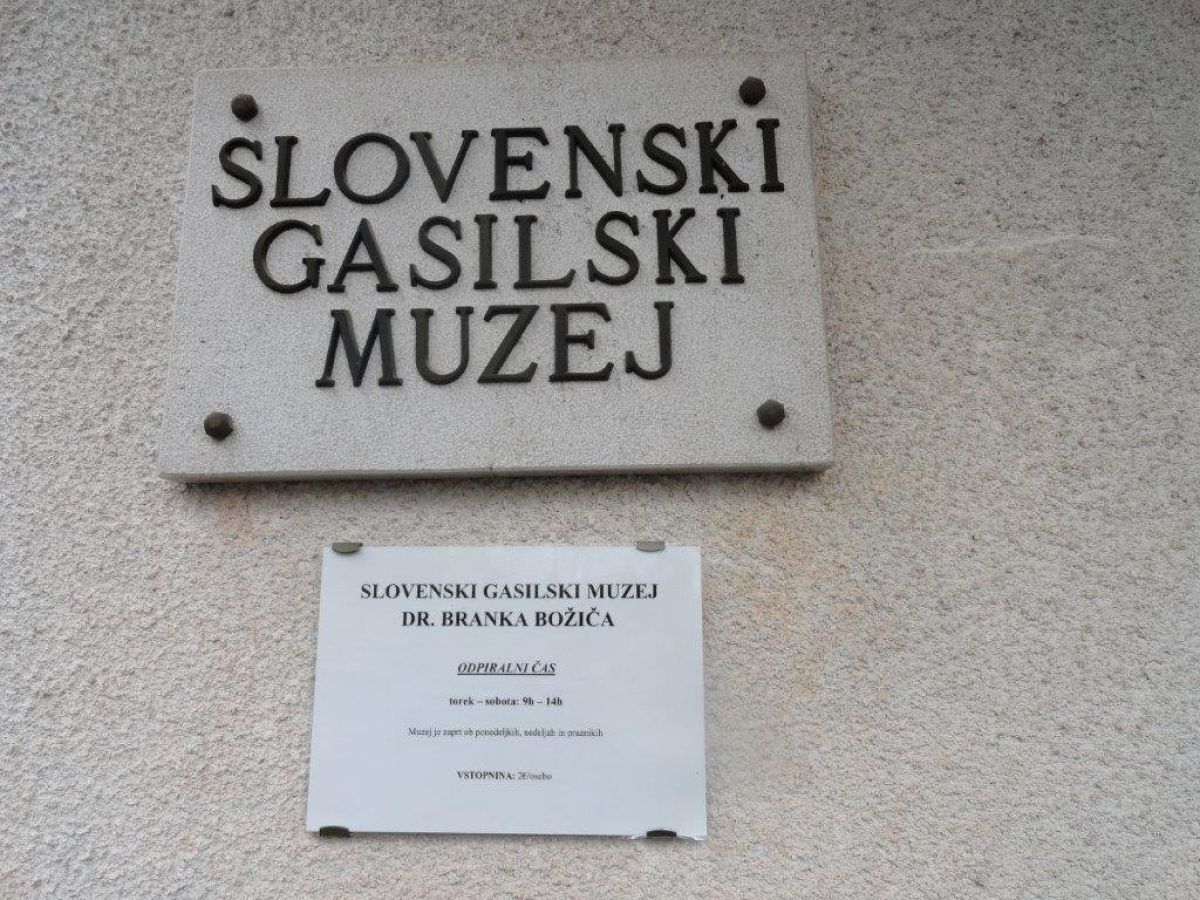 SLOVENSKI
GASILSKI
MUZEJ
SLOVENSKI GASILSKI MUZEJ
DR. BRANKA BOŽIČA
ODPIRALNI ČAS
torek – sobota: 9h – 14h
Muzej je zaprt ob ponedeljkih, nedeljah in praznikih
VSTOPNINA: 2€/osebo